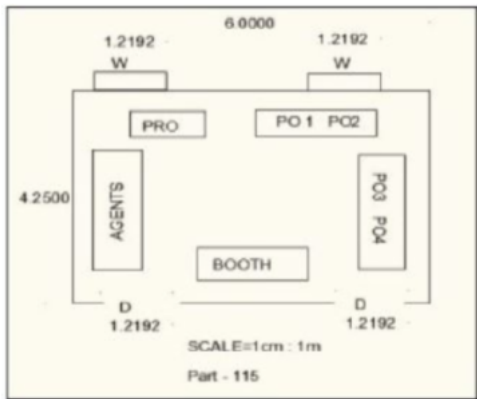 6.0000
1.2192 1.2192
W W
PRO PO 1 PO2
4.2500 AGENTS PO3 PO4
BOOTH
D D
1.2192 1.2192
SCALE=1cm : 1m
Part - 115